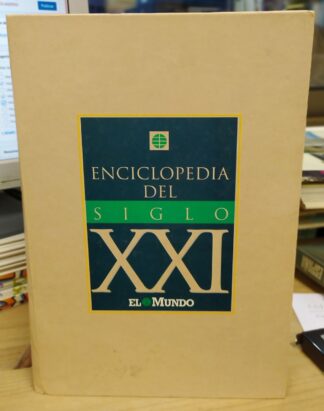 ENCICLOPEDIA
DEL
SIGLO
XXI
EL MUNDO